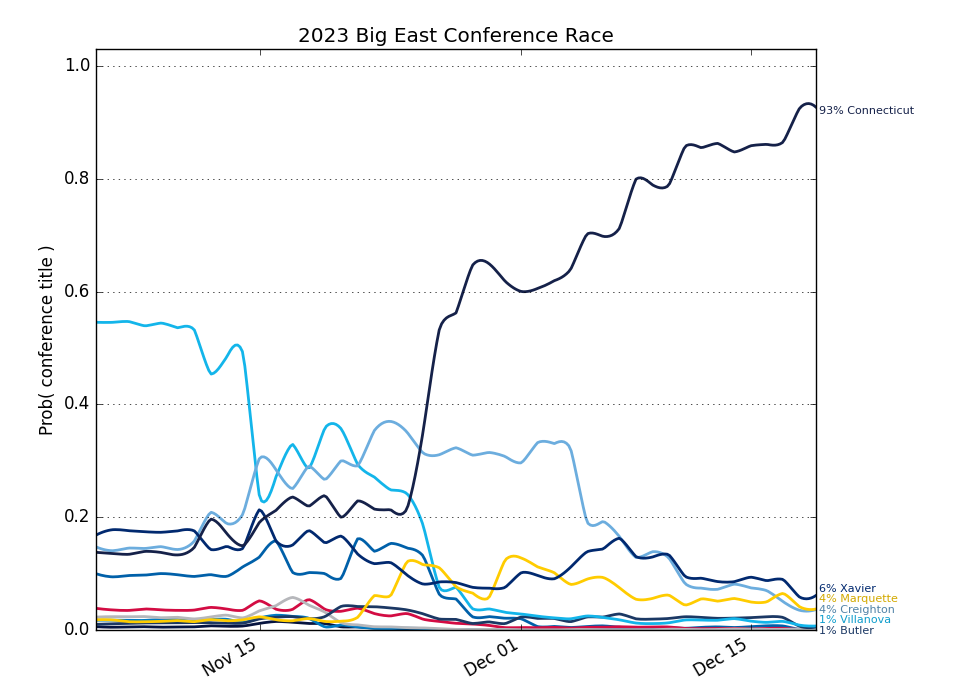 2023 Big East Conference Race
Prob( conference title )
1.0
0.8
0.6
0.4
0.2
0.0
Nov 15
Dec 01
Dec 15
93% Connecticut
6% Xavier
4% Marquette
4% Creighton
1% Villanova
1% Butler